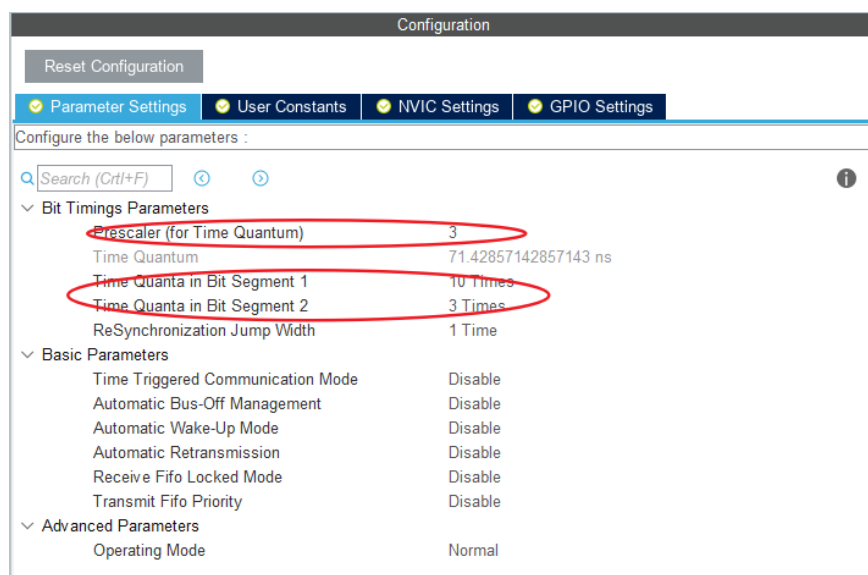 Configuration
Reset Configuration
Parameter Settings User Constants NVIC Settings GPIO Settings
Configure the below parameters :
Search (Crtl+F)
Bit Timings Parameters
Prescaler (for Time Quantum) 3
Time Quantum 71.42857142857143 ns
Time Quanta in Bit Segment 1 10 Times
Time Quanta in Bit Segment 2 3 Times
ReSynchronization Jump Width 1 Time
Basic Parameters
Time Triggered Communication Mode Disable
Automatic Bus-Off Management Disable
Automatic Wake-Up Mode Disable
Automatic Retransmission Disable
Receive Fifo Locked Mode Disable
Transmit Fifo Priority Disable
Advanced Parameters
Operating Mode Normal